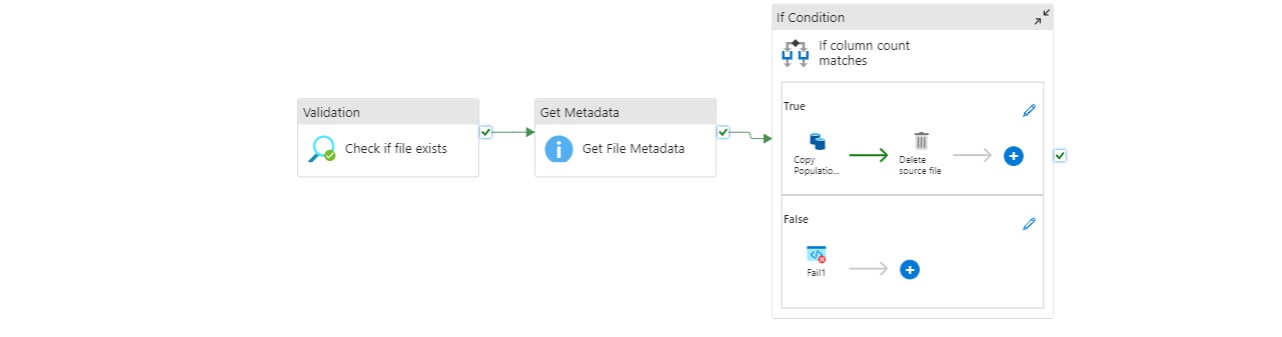 Validation
Check if file exists
Get Metadata
Get File Metadata
If Condition
If column count
matches
True
Copy
Populatio...
Delete
source file
False
Fail1